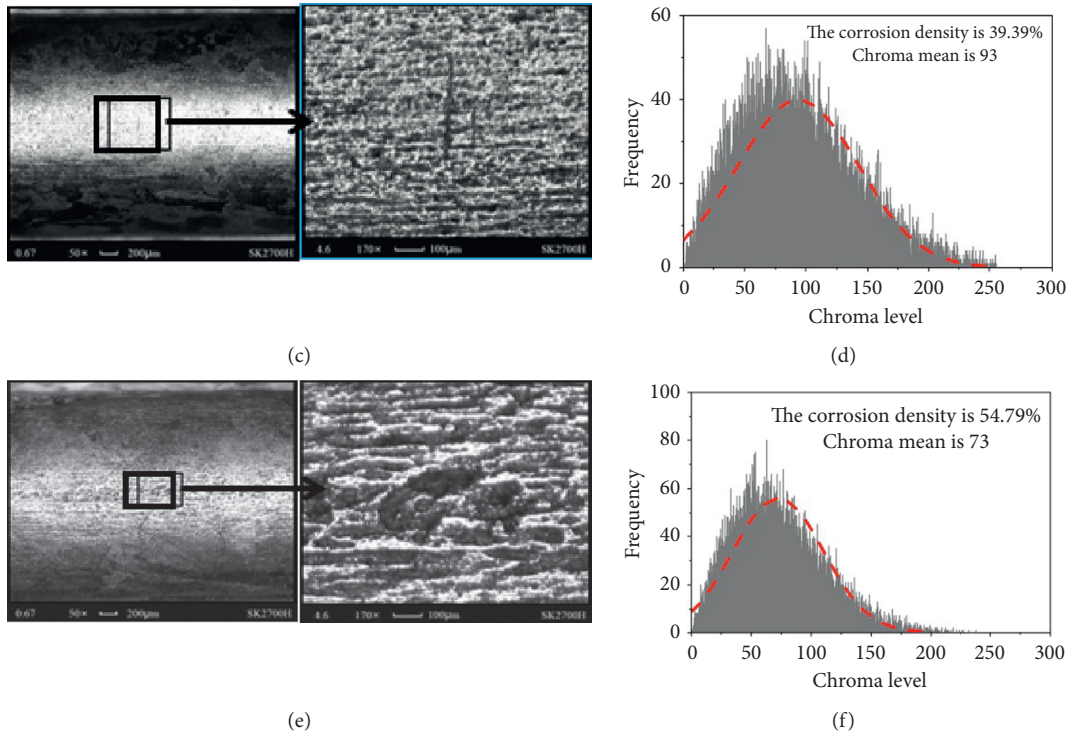 0.67 50× 200μm SK2700H
4.6 170× 100μm SK2700H
(c)
60
40
20
0
Frequency
The corrosion density is 39.39%
Chroma mean is 93
0 50 100 150 200 250 300
Chroma level
(d)
0.67 50× 200μm SK2700H
4.6 170× 100μm SK2700H
(e)
100
80
60
40
20
0
Frequency
The corrosion density is 54.79%
Chroma mean is 73
0 50 100 150 200 250 300
Chroma level
(f)